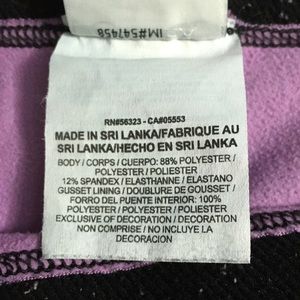 IM#547458
RN#56323 - CA#05553
MADE IN SRI LANKA/FABRIQUE AU
SRI LANKA/HECHO EN SRI LANKA
BODY / CORPS / CUERPO: 88% POLYESTER /
POLYESTER / POLIESTER
12% SPANDEX / ELASTHANNE / ELASTANO
GUSSET LINING / DOUBLURE DE GOUSSET /
FORRO DEL PUENTE INTERIOR: 100%
POLYESTER / POLYESTER / POLIESTER
EXCLUSIVE OF DECORATION / DECORATION
NON COMPRISE / NO INCLUYE LA
DECORACION